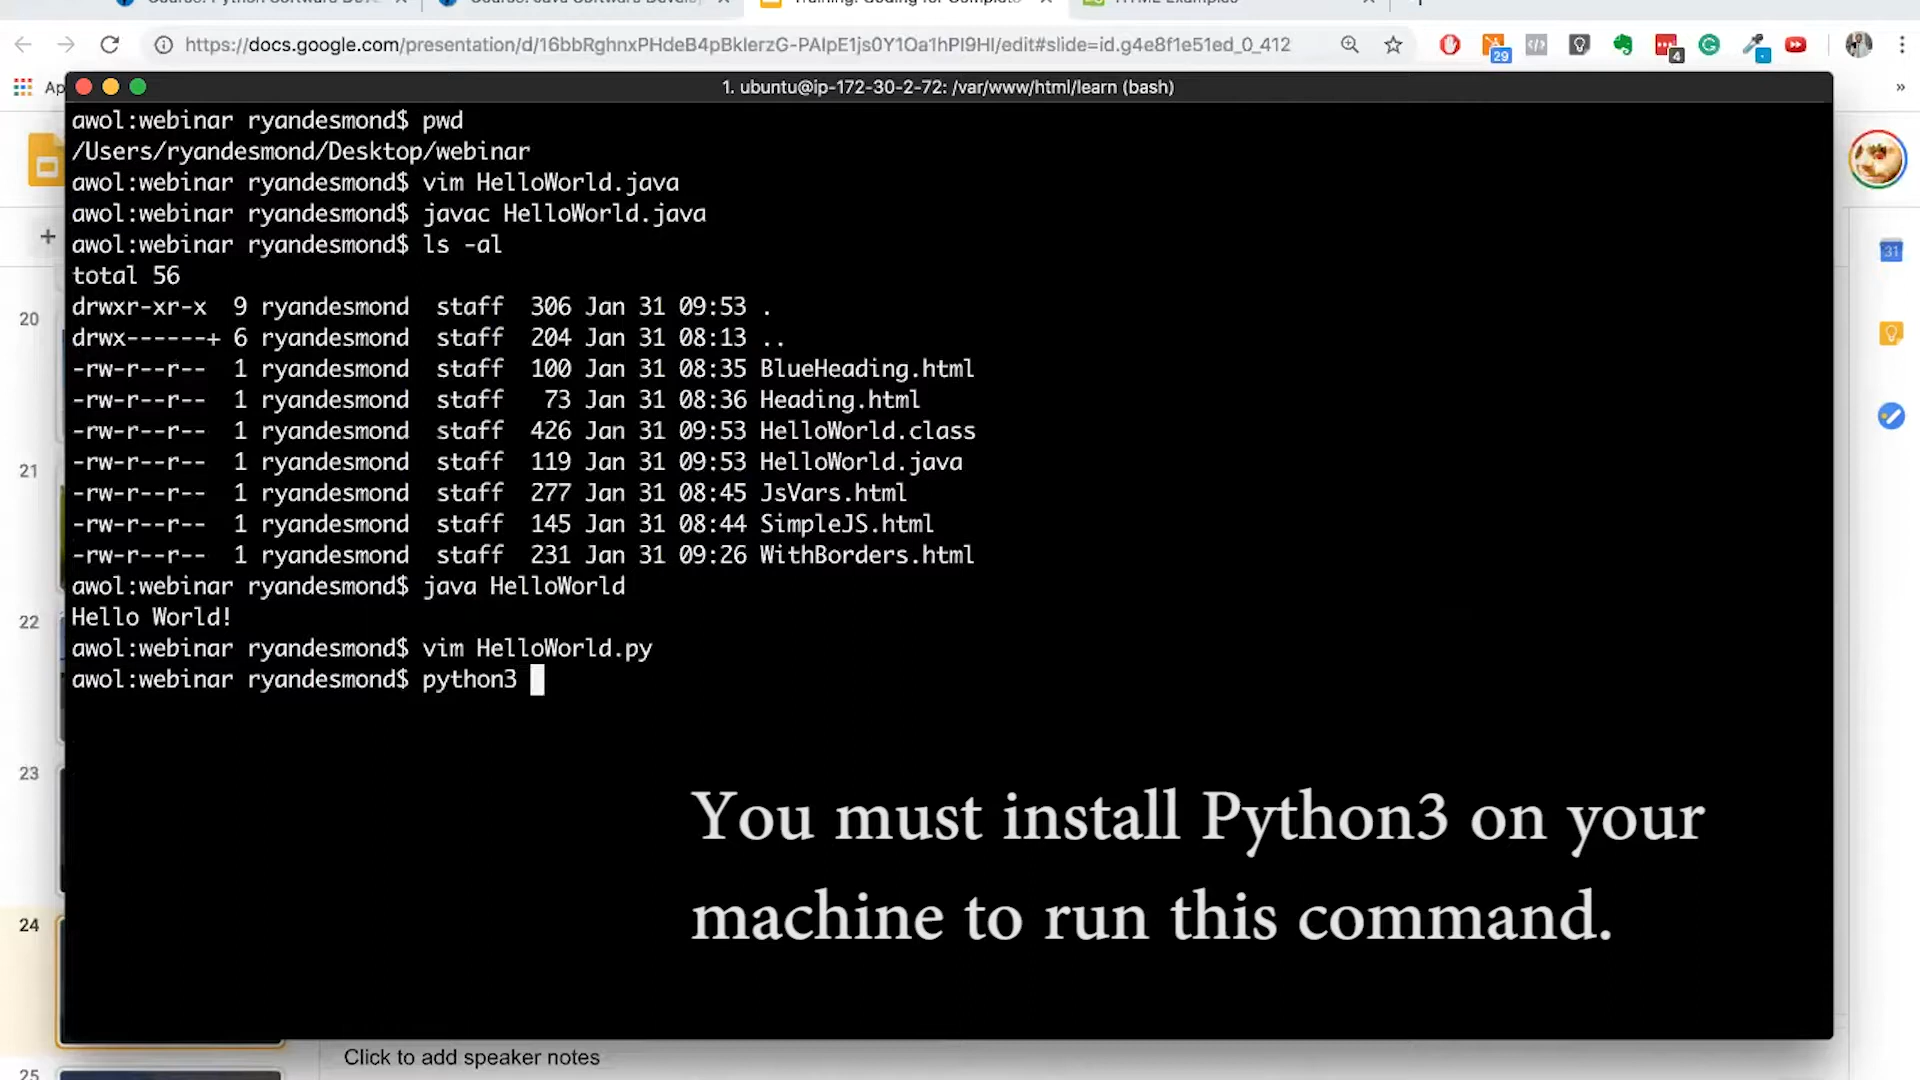 https://docs.google.com/presentation/d/16bbRghnxPHdeB4pBkIerzG-PAIpE1js0Y1Oa1hPI9HI/edit#slide=id.g4e8f1e51ed_0_412
29
4
Ap
»
1. ubuntu@ip-172-30-2-72: /var/www/html/learn (bash)
awol:webinar ryandesmond$ pwd
/Users/ryandesmond/Desktop/webinar
awol:webinar ryandesmond$ vim HelloWorld.java
awol:webinar ryandesmond$ javac HelloWorld.java
awol:webinar ryandesmond$ ls -al
total 56
drwxr-xr-x  9 ryandesmond  staff  306 Jan 31 09:53 .
drwx------+ 6 ryandesmond  staff  204 Jan 31 08:13 ..
-rw-r--r--  1 ryandesmond  staff  100 Jan 31 08:35 BlueHeading.html
-rw-r--r--  1 ryandesmond  staff   73 Jan 31 08:36 Heading.html
-rw-r--r--  1 ryandesmond  staff  426 Jan 31 09:53 HelloWorld.class
-rw-r--r--  1 ryandesmond  staff  119 Jan 31 09:53 HelloWorld.java
-rw-r--r--  1 ryandesmond  staff  277 Jan 31 08:45 JsVars.html
-rw-r--r--  1 ryandesmond  staff  145 Jan 31 08:44 SimpleJS.html
-rw-r--r--  1 ryandesmond  staff  231 Jan 31 09:26 WithBorders.html
awol:webinar ryandesmond$ java HelloWorld
Hello World!
awol:webinar ryandesmond$ vim HelloWorld.py
awol:webinar ryandesmond$ python3
You must install Python3 on your
machine to run this command.
20
21
22
23
24
25
31
Click to add speaker notes